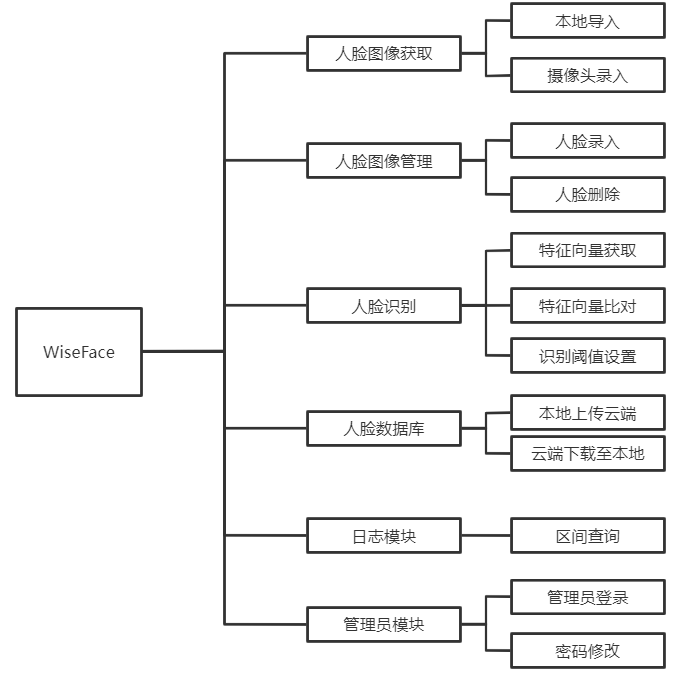 WiseFace
人脸图像获取
本地导入
摄像头录入
人脸图像管理
人脸录入
人脸删除
人脸识别
特征向量获取
特征向量比对
识别阈值设置
人脸数据库
本地上传云端
云端下载至本地
日志模块
区间查询
管理员模块
管理员登录
密码修改